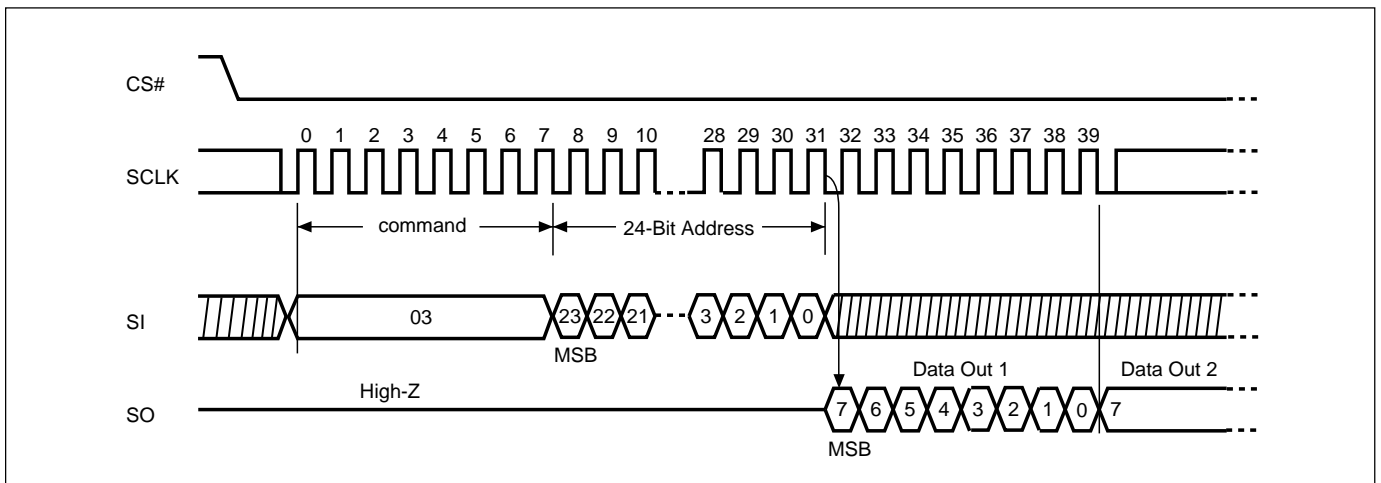 CS#
0 1 2 3 4 5 6 7 8 9 10 28 29 30 31 32 33 34 35 36 37 38 39
SCLK
command
24-Bit Address
SI
03
23 22 21 3 2 1 0
MSB
High-Z
Data Out 1
Data Out 2
SO
7 6 5 4 3 2 1 0 7
MSB